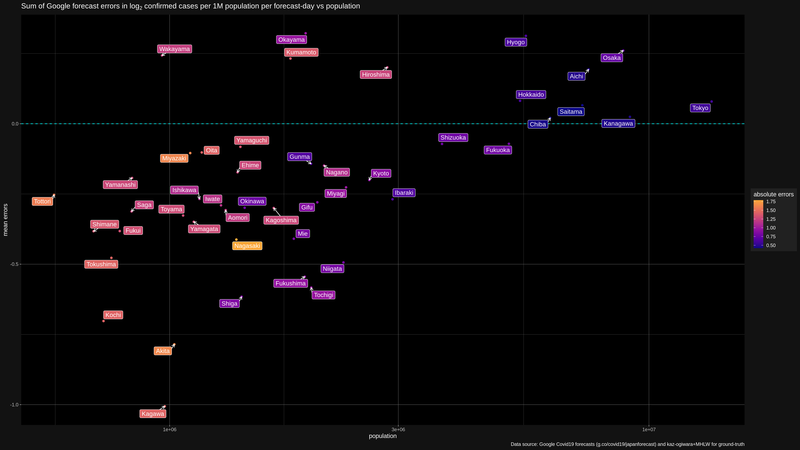 Sum of Google forecast errors in log2 confirmed cases per 1M population per forecast-day vs population
Okayama
Hyogo
Wakayama
Kumamoto
Osaka
Hiroshima
Aichi
Hokkaido
Tokyo
Saitama
0.0
Chiba
Kanagawa
Shizuoka
Yamaguchi
Oita
Fukuoka
Miyazaki
Gunma
Ehime
Nagano
Kyoto
Yamanashi
Ishikawa
Miyagi
Ibaraki
absolute errors
Tottori
Iwate
Okinawa
1.75
Saga
Toyama
Gifu
1.50
Aomori
Kagoshima
1.25
Shimane
Fukui
Yamagata
Mie
1.00
Nagasaki
0.75
0.50
mean errors
Tokushima
-0.5
Niigata
Fukushima
Tochigi
Shiga
Kochi
Akita
-1.0
Kagawa
1e+06
3e+06
1e+07
population
Data source: Google Covid19 forecasts (g.co/covid19/japanforecast) and kaz-ogiwara+MHLW for ground-truth